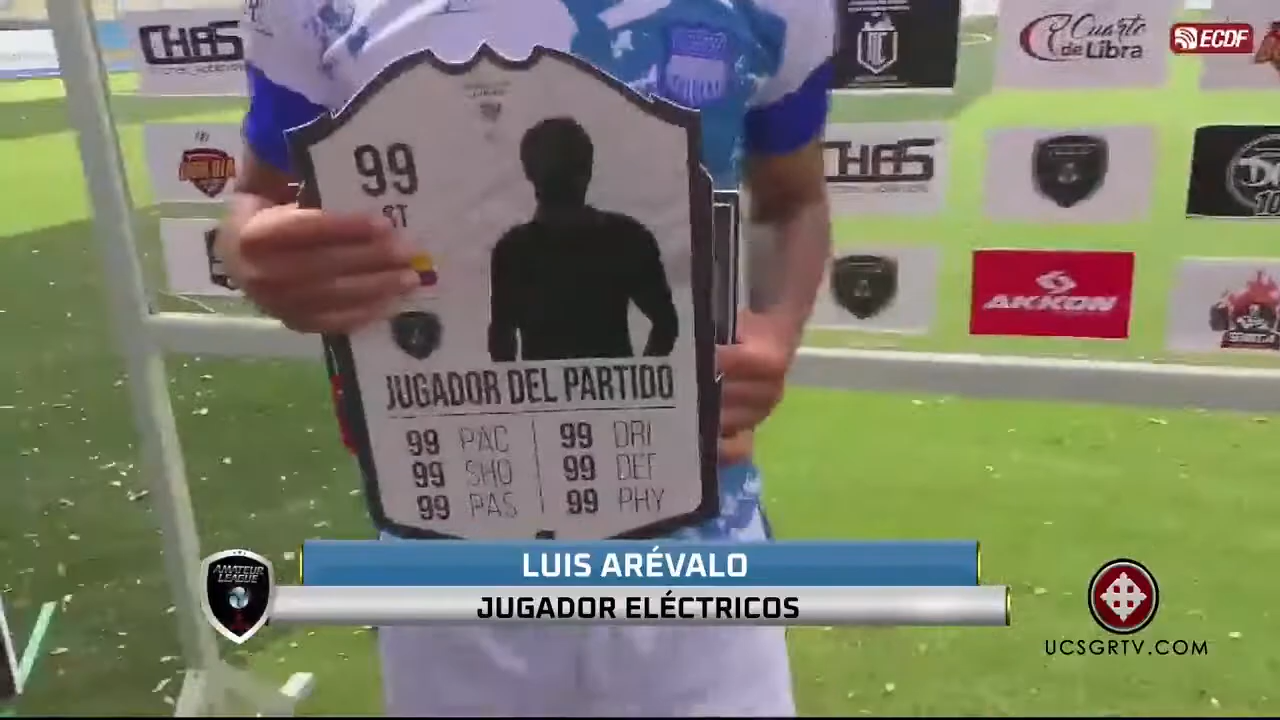 CHAS
UC
Cuarto
de Libra
ECDF
99
ST
CHAS
AKKON
JUGADOR DEL PARTIDO
99 PAC 99 DRI
99 SHO 99 DEF
99 PAS 99 PHY
AMATEUR
LEAGUE
LUIS ARÉVALO
JUGADOR ELÉCTRICOS
UCSGRTV.COM